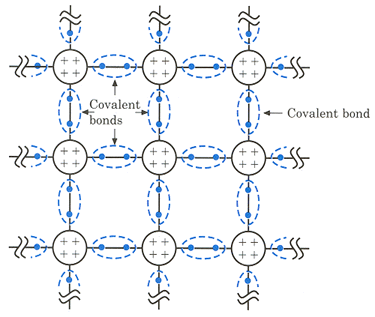 + + + + + +
+ + + + + +
Covalent
bonds
Covalent bond
+ + + + + +
+ + + + + +
+ + + + + +
+ + + + + +